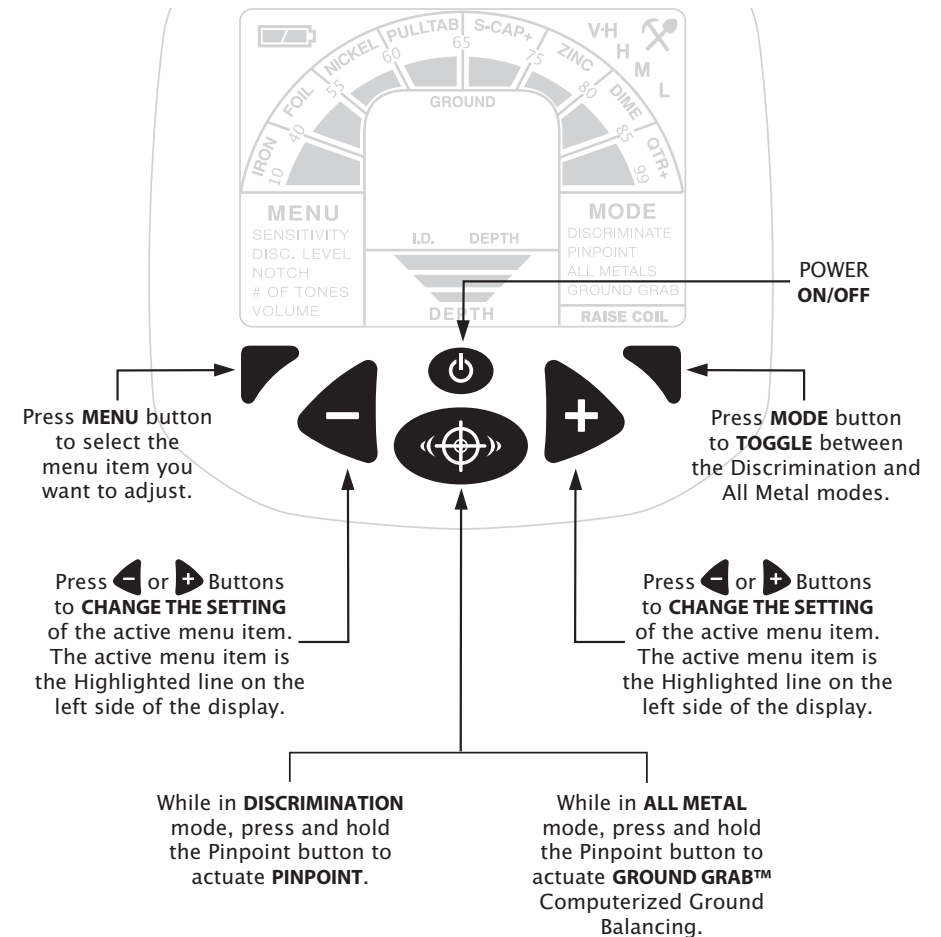 IRON
FOIL
NICKEL
PULLTAB
S-CAP+
ZINC
DIME
QTR+
10
40
55
60
65
75
80
85
99
V·H
H
M
L
GROUND
MENU
SENSITIVITY
DISC. LEVEL
NOTCH
# OF TONES
VOLUME
I.D. DEPTH
DEPTH
MODE
DISCRIMINATE
PINPOINT
ALL METALS
GROUND GRAB
RAISE COIL
POWER
ON/OFF
Press MENU button
to select the
menu item you
want to adjust.
Press MODE button
to TOGGLE between
the Discrimination and
All Metal modes.
Press - or + Buttons
to CHANGE THE SETTING
of the active menu item.
The active menu item is
the Highlighted line on the
left side of the display.
Press - or + Buttons
to CHANGE THE SETTING
of the active menu item.
The active menu item is
the Highlighted line on the
left side of the display.
While in DISCRIMINATION
mode, press and hold
the Pinpoint button to
actuate PINPOINT.
While in ALL METAL
mode, press and hold
the Pinpoint button to
actuate GROUND GRAB™
Computerized Ground
Balancing.